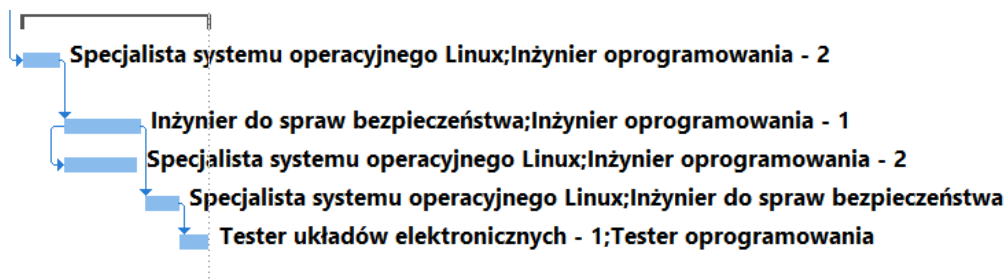 Specjalista systemu operacyjnego Linux;Inżynier oprogramowania - 2
Inżynier do spraw bezpieczeństwa;Inżynier oprogramowania - 1
Specjalista systemu operacyjnego Linux;Inżynier oprogramowania - 2
Specjalista systemu operacyjnego Linux;Inżynier do spraw bezpieczeństwa
Tester układów elektronicznych - 1;Tester oprogramowania